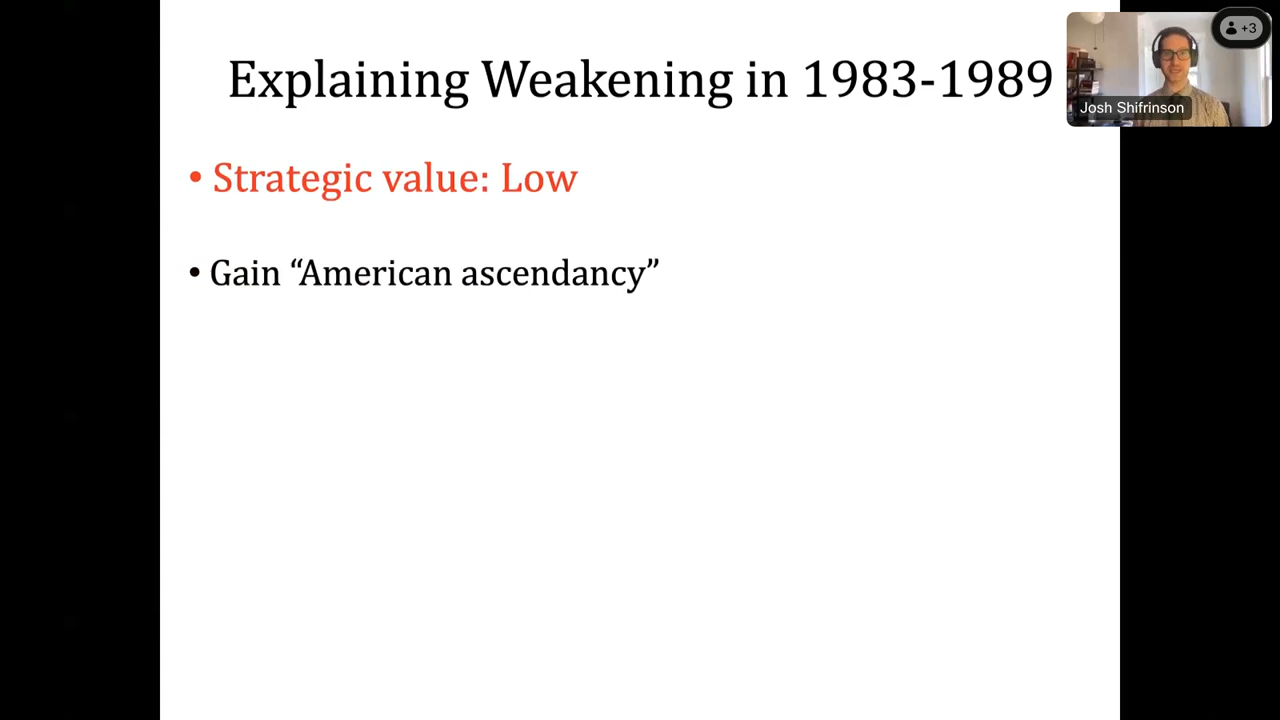 Explaining Weakening in 1983-1989
+3
Josh Shifrinson
• Strategic value: Low
• Gain “American ascendancy”